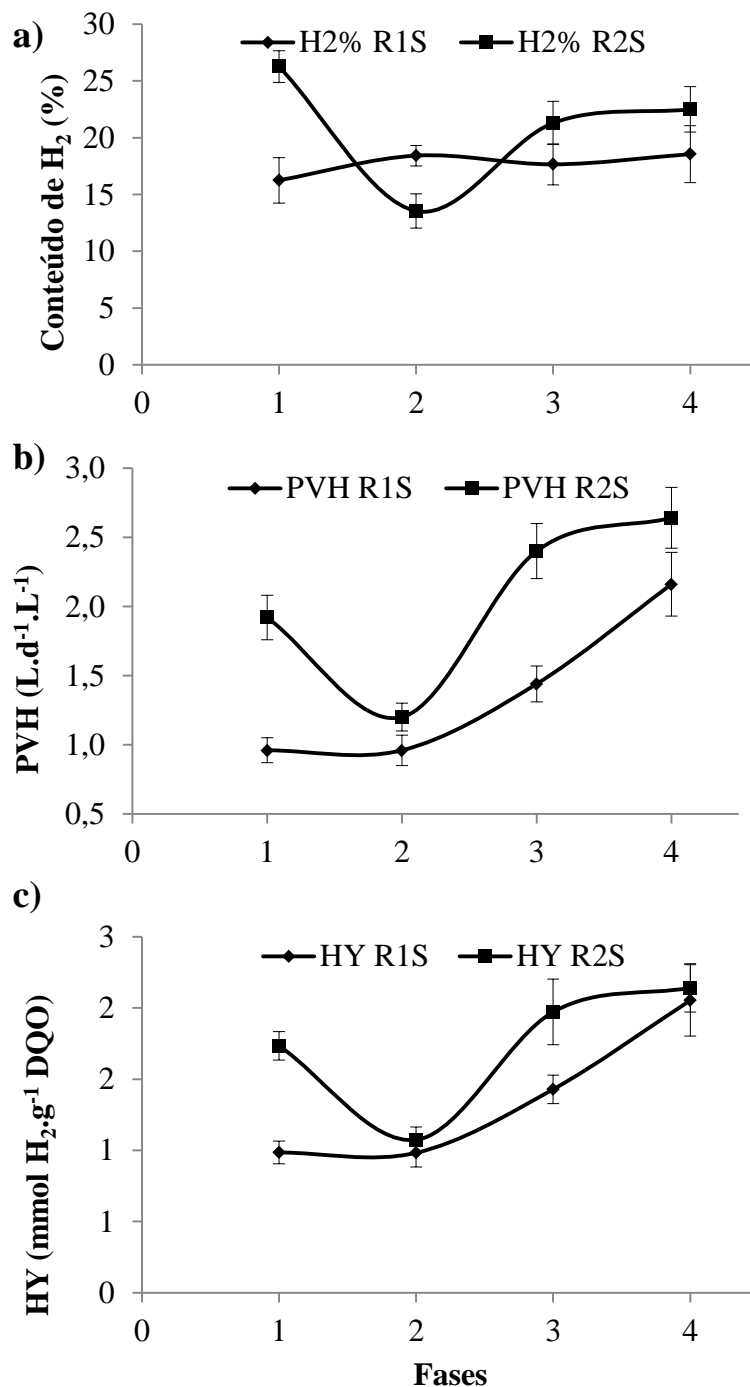 a)
H2% R1S H2% R2S
Conteúdo de H₂ (%)
30
25
20
15
10
5
0
0 1 2 3 4
b)
PVH R1S PVH R2S
PVH (L.d⁻¹.L⁻¹)
3,0
2,5
2,0
1,5
1,0
0,5
0 1 2 3 4
c)
HY R1S HY R2S
HY (mmol H₂.g⁻¹ DQO)
3
2
2
1
1
0
0 1 2 3 4
Fases